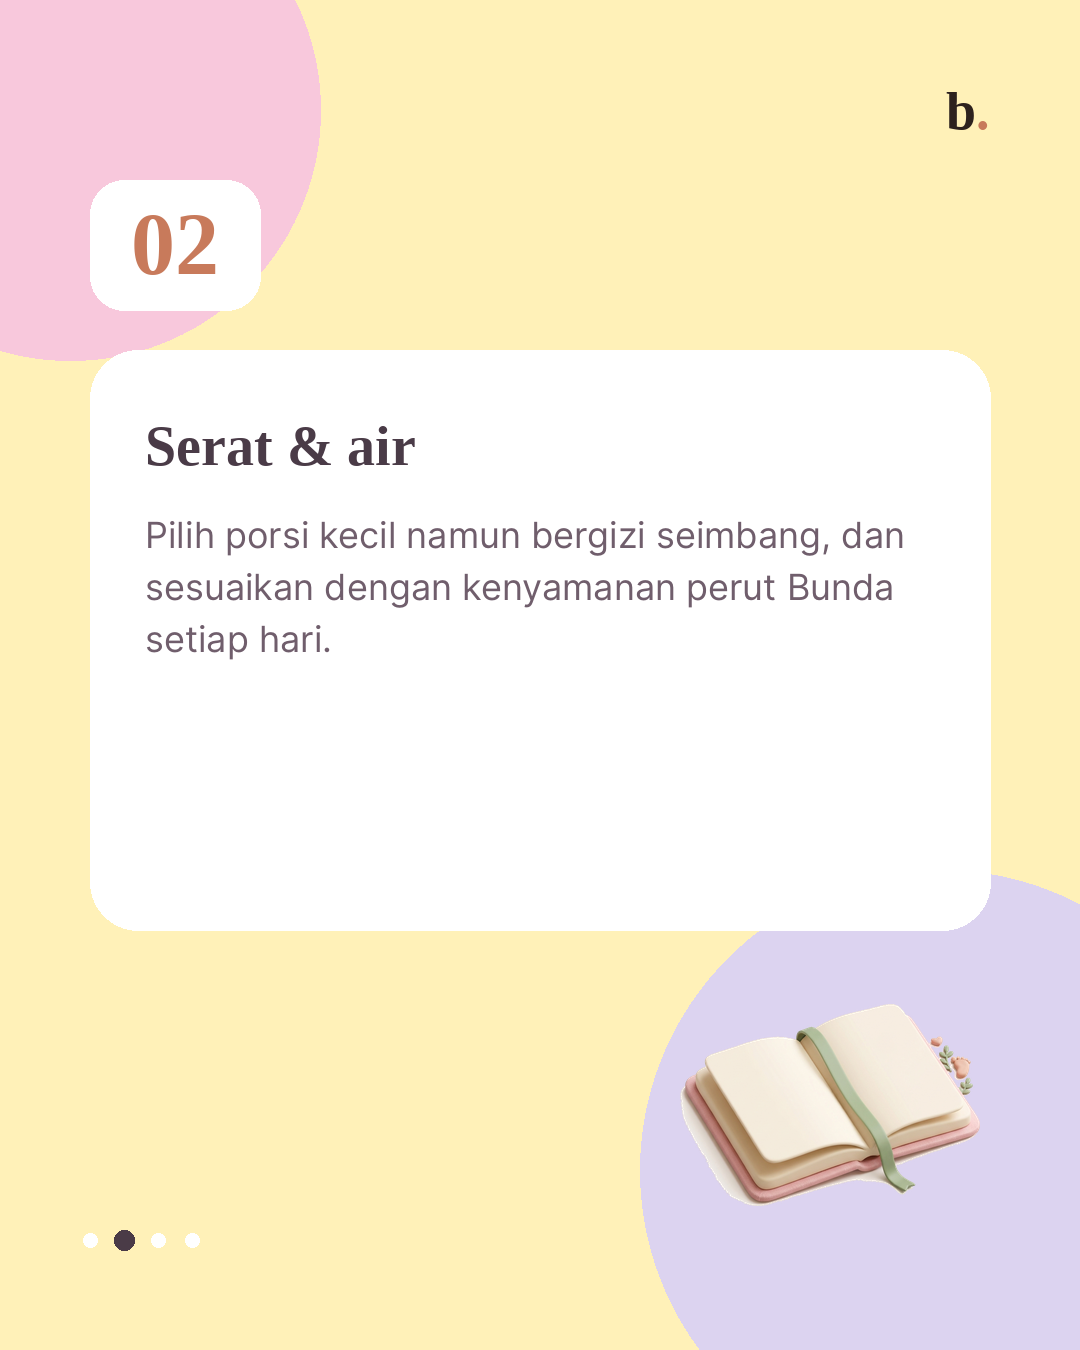 b.
02
Serat & air
Pilih porsi kecil namun bergizi seimbang, dan
sesuaikan dengan kenyamanan perut Bunda
setiap hari.